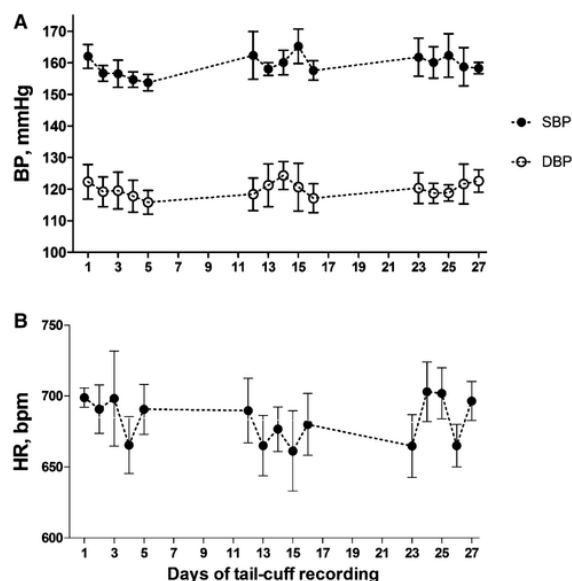 A
BP, mmHg
170
160
150
140
130
120
110
100
1 3 5 7 9 11 13 15 17 19 21 23 25 27
SBP
DBP
B
HR, bpm
750
700
650
600
1 3 5 7 9 11 13 15 17 19 21 23 25 27
Days of tail-cuff recording